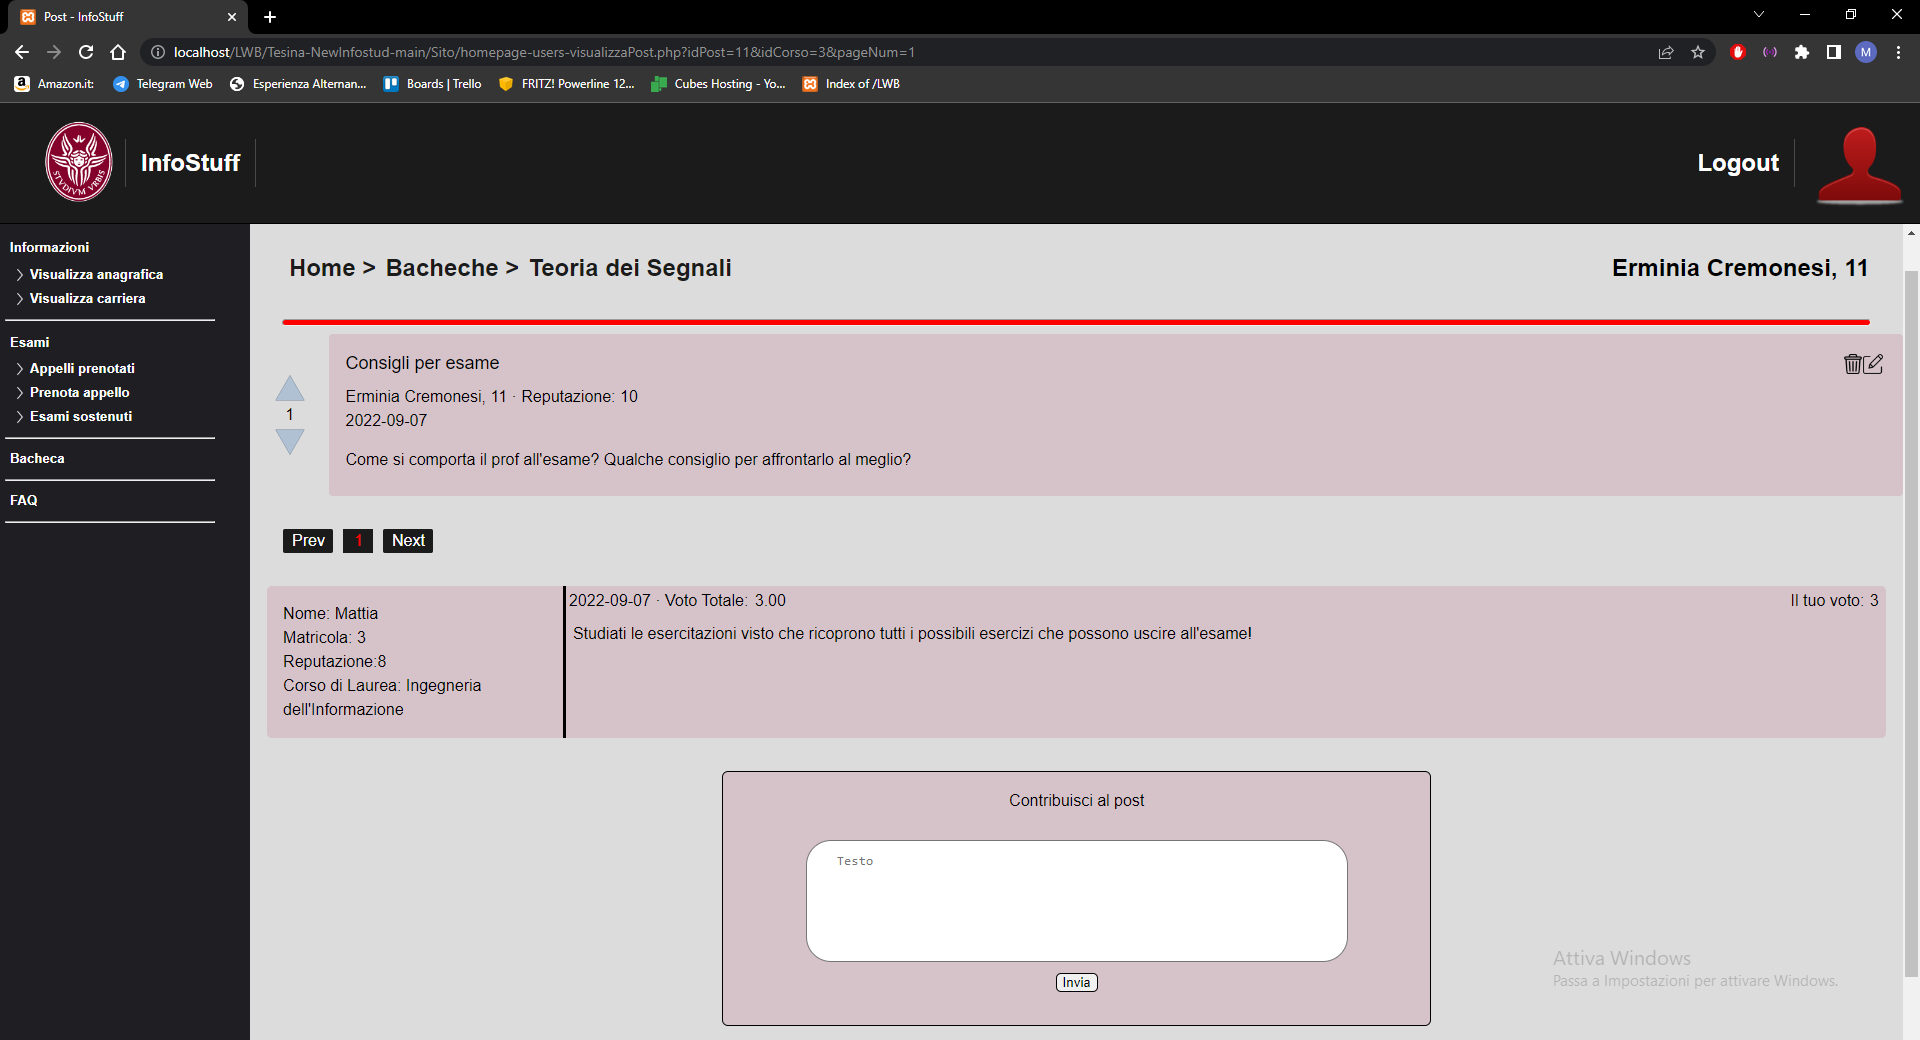 Post - InfoStuff
localhost/LWB/Tesina-NewInfostud-main/Sito/homepage-users-visualizzaPost.php?idPost=11&idCorso=3&pageNum=1
M
Amazon.it:
Telegram Web
Esperienza Alternan...
Boards | Trello
FRITZ! Powerline 12...
Cubes Hosting - Yo...
Index of /LWB
STVDIVM VRBIS
InfoStuff
Logout
Informazioni
Visualizza anagrafica
Visualizza carriera
Esami
Appelli prenotati
Prenota appello
Esami sostenuti
Bacheca
FAQ
Home > Bacheche > Teoria dei Segnali
Erminia Cremonesi, 11
1
Consigli per esame
Erminia Cremonesi, 11 · Reputazione: 10
2022-09-07
Come si comporta il prof all'esame? Qualche consiglio per affrontarlo al meglio?
Prev 1 Next
Nome: Mattia
Matricola: 3
Reputazione:8
Corso di Laurea: Ingegneria
dell'Informazione
2022-09-07 · Voto Totale: 3.00
Il tuo voto: 3
Studiati le esercitazioni visto che ricoprono tutti i possibili esercizi che possono uscire all'esame!
Contribuisci al post
Testo
Invia
Attiva Windows
Passa a Impostazioni per attivare Windows.